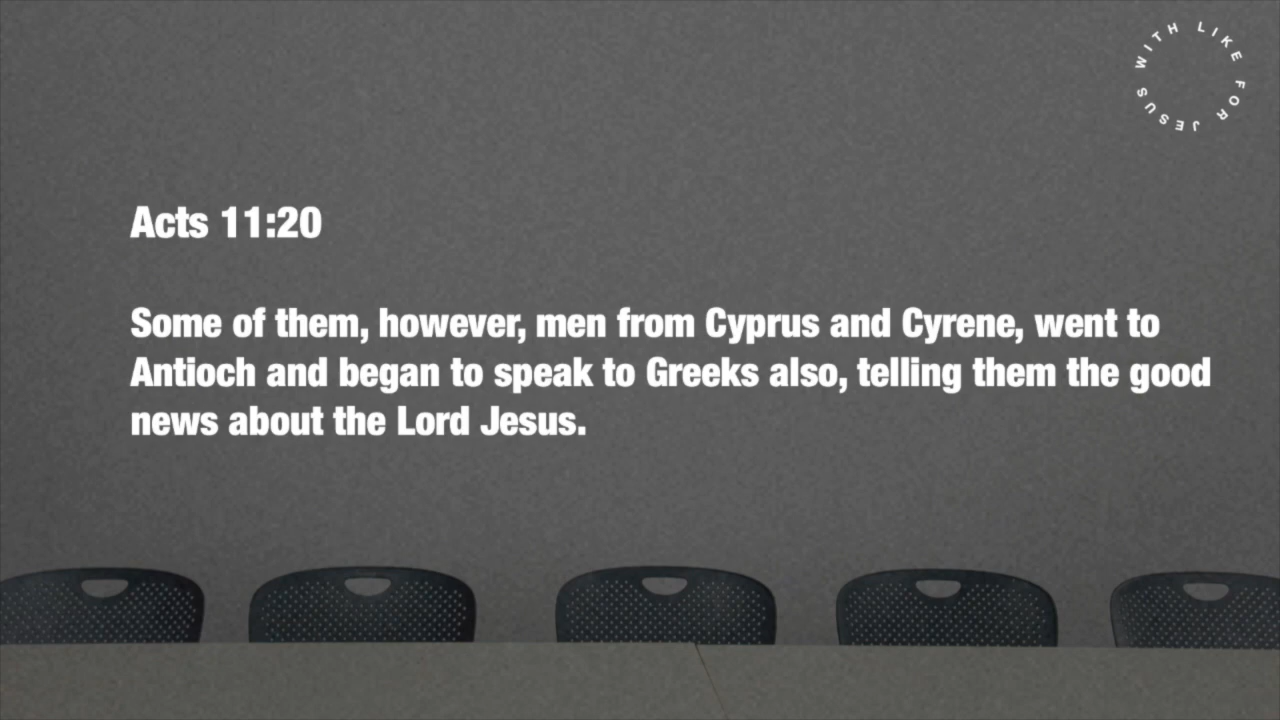 WITH LIKE FOR JESUS
Acts 11:20
Some of them, however, men from Cyprus and Cyrene, went to
Antioch and began to speak to Greeks also, telling them the good
news about the Lord Jesus.